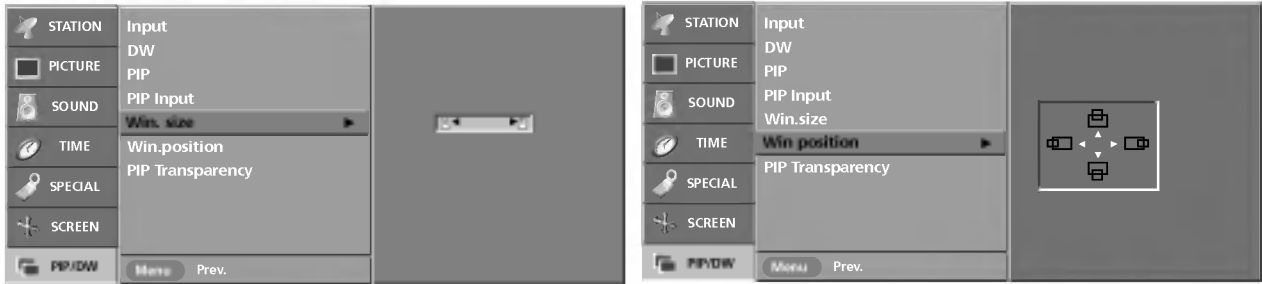 STATION
PICTURE
SOUND
TIME
SPECIAL
SCREEN
PIP/DW
Input
DW
PIP
PIP Input
Win. size
Win.position
PIP Transparency
Menu Prev.
STATION
PICTURE
SOUND
TIME
SPECIAL
SCREEN
PIP/DW
Input
DW
PIP
PIP Input
Win.size
Win position
PIP Transparency
Menu Prev.